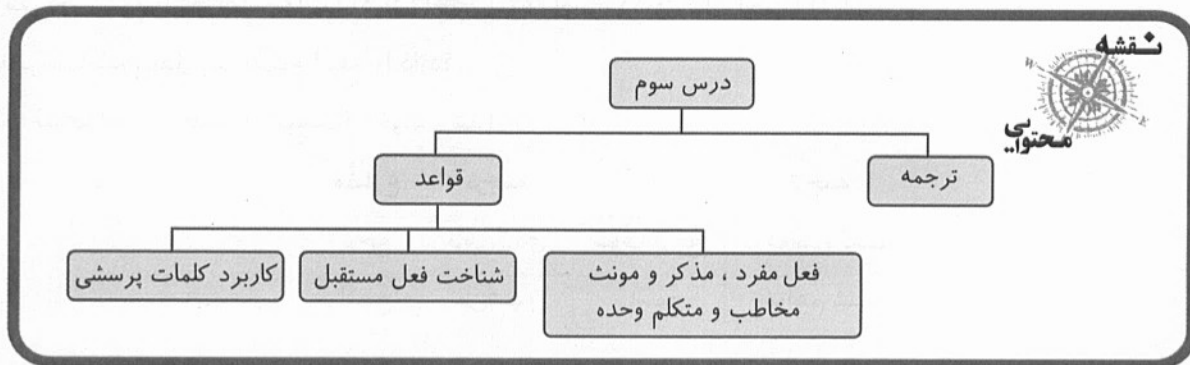 نقشه
محتوایی
W
E
درس سوم
ترجمه
قواعد
فعل مفرد ، مذکر و مونث
مخاطب و متکلم وحده
شناخت فعل مستقبل
کاربرد کلمات پرسشی